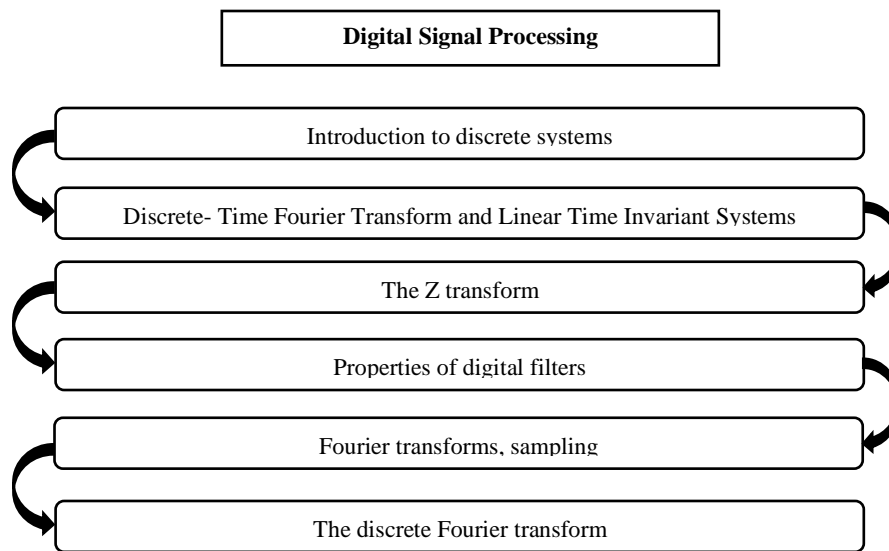 Digital Signal Processing
Introduction to discrete systems
Discrete- Time Fourier Transform and Linear Time Invariant Systems
The Z transform
Properties of digital filters
Fourier transforms, sampling
The discrete Fourier transform